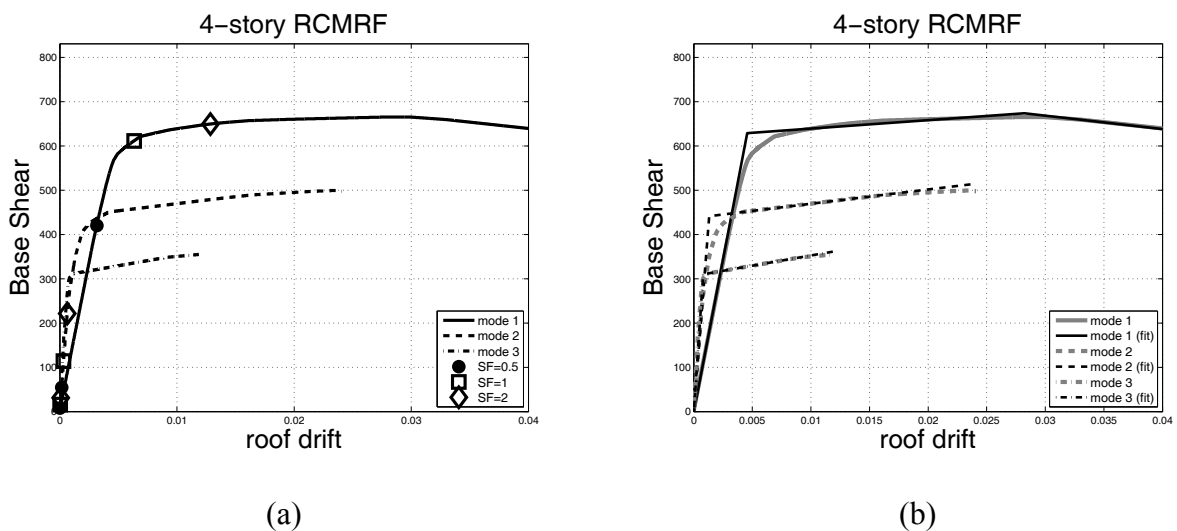 4−story RCMRF
800
700
600
500
400
300
200
100
0
Base Shear
mode 1
mode 2
mode 3
SF=0.5
SF=1
SF=2
0 0.01 0.02 0.03 0.04
roof drift
(a)
4−story RCMRF
800
700
600
500
400
300
200
100
0
Base Shear
mode 1
mode 1 (fit)
mode 2
mode 2 (fit)
mode 3
mode 3 (fit)
0 0.005 0.01 0.015 0.02 0.025 0.03 0.035 0.04
roof drift
(b)